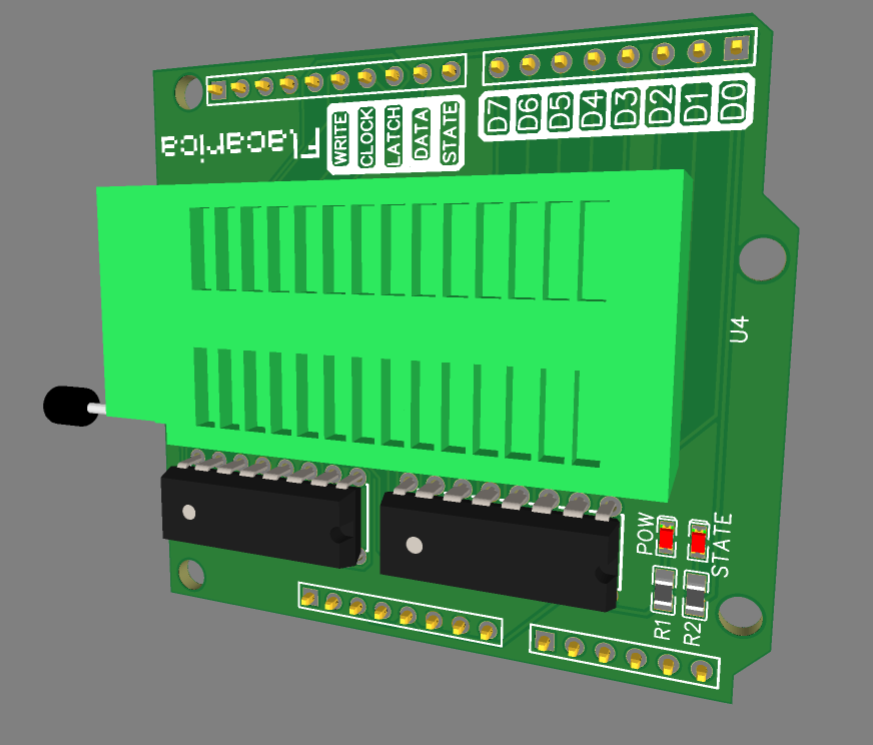 Flacarica
WRITE
CLOCK
LATCH
DATA
STATE
D7
D6
D5
D4
D3
D2
D1
D0
U4
POW
STATE
R1
R2